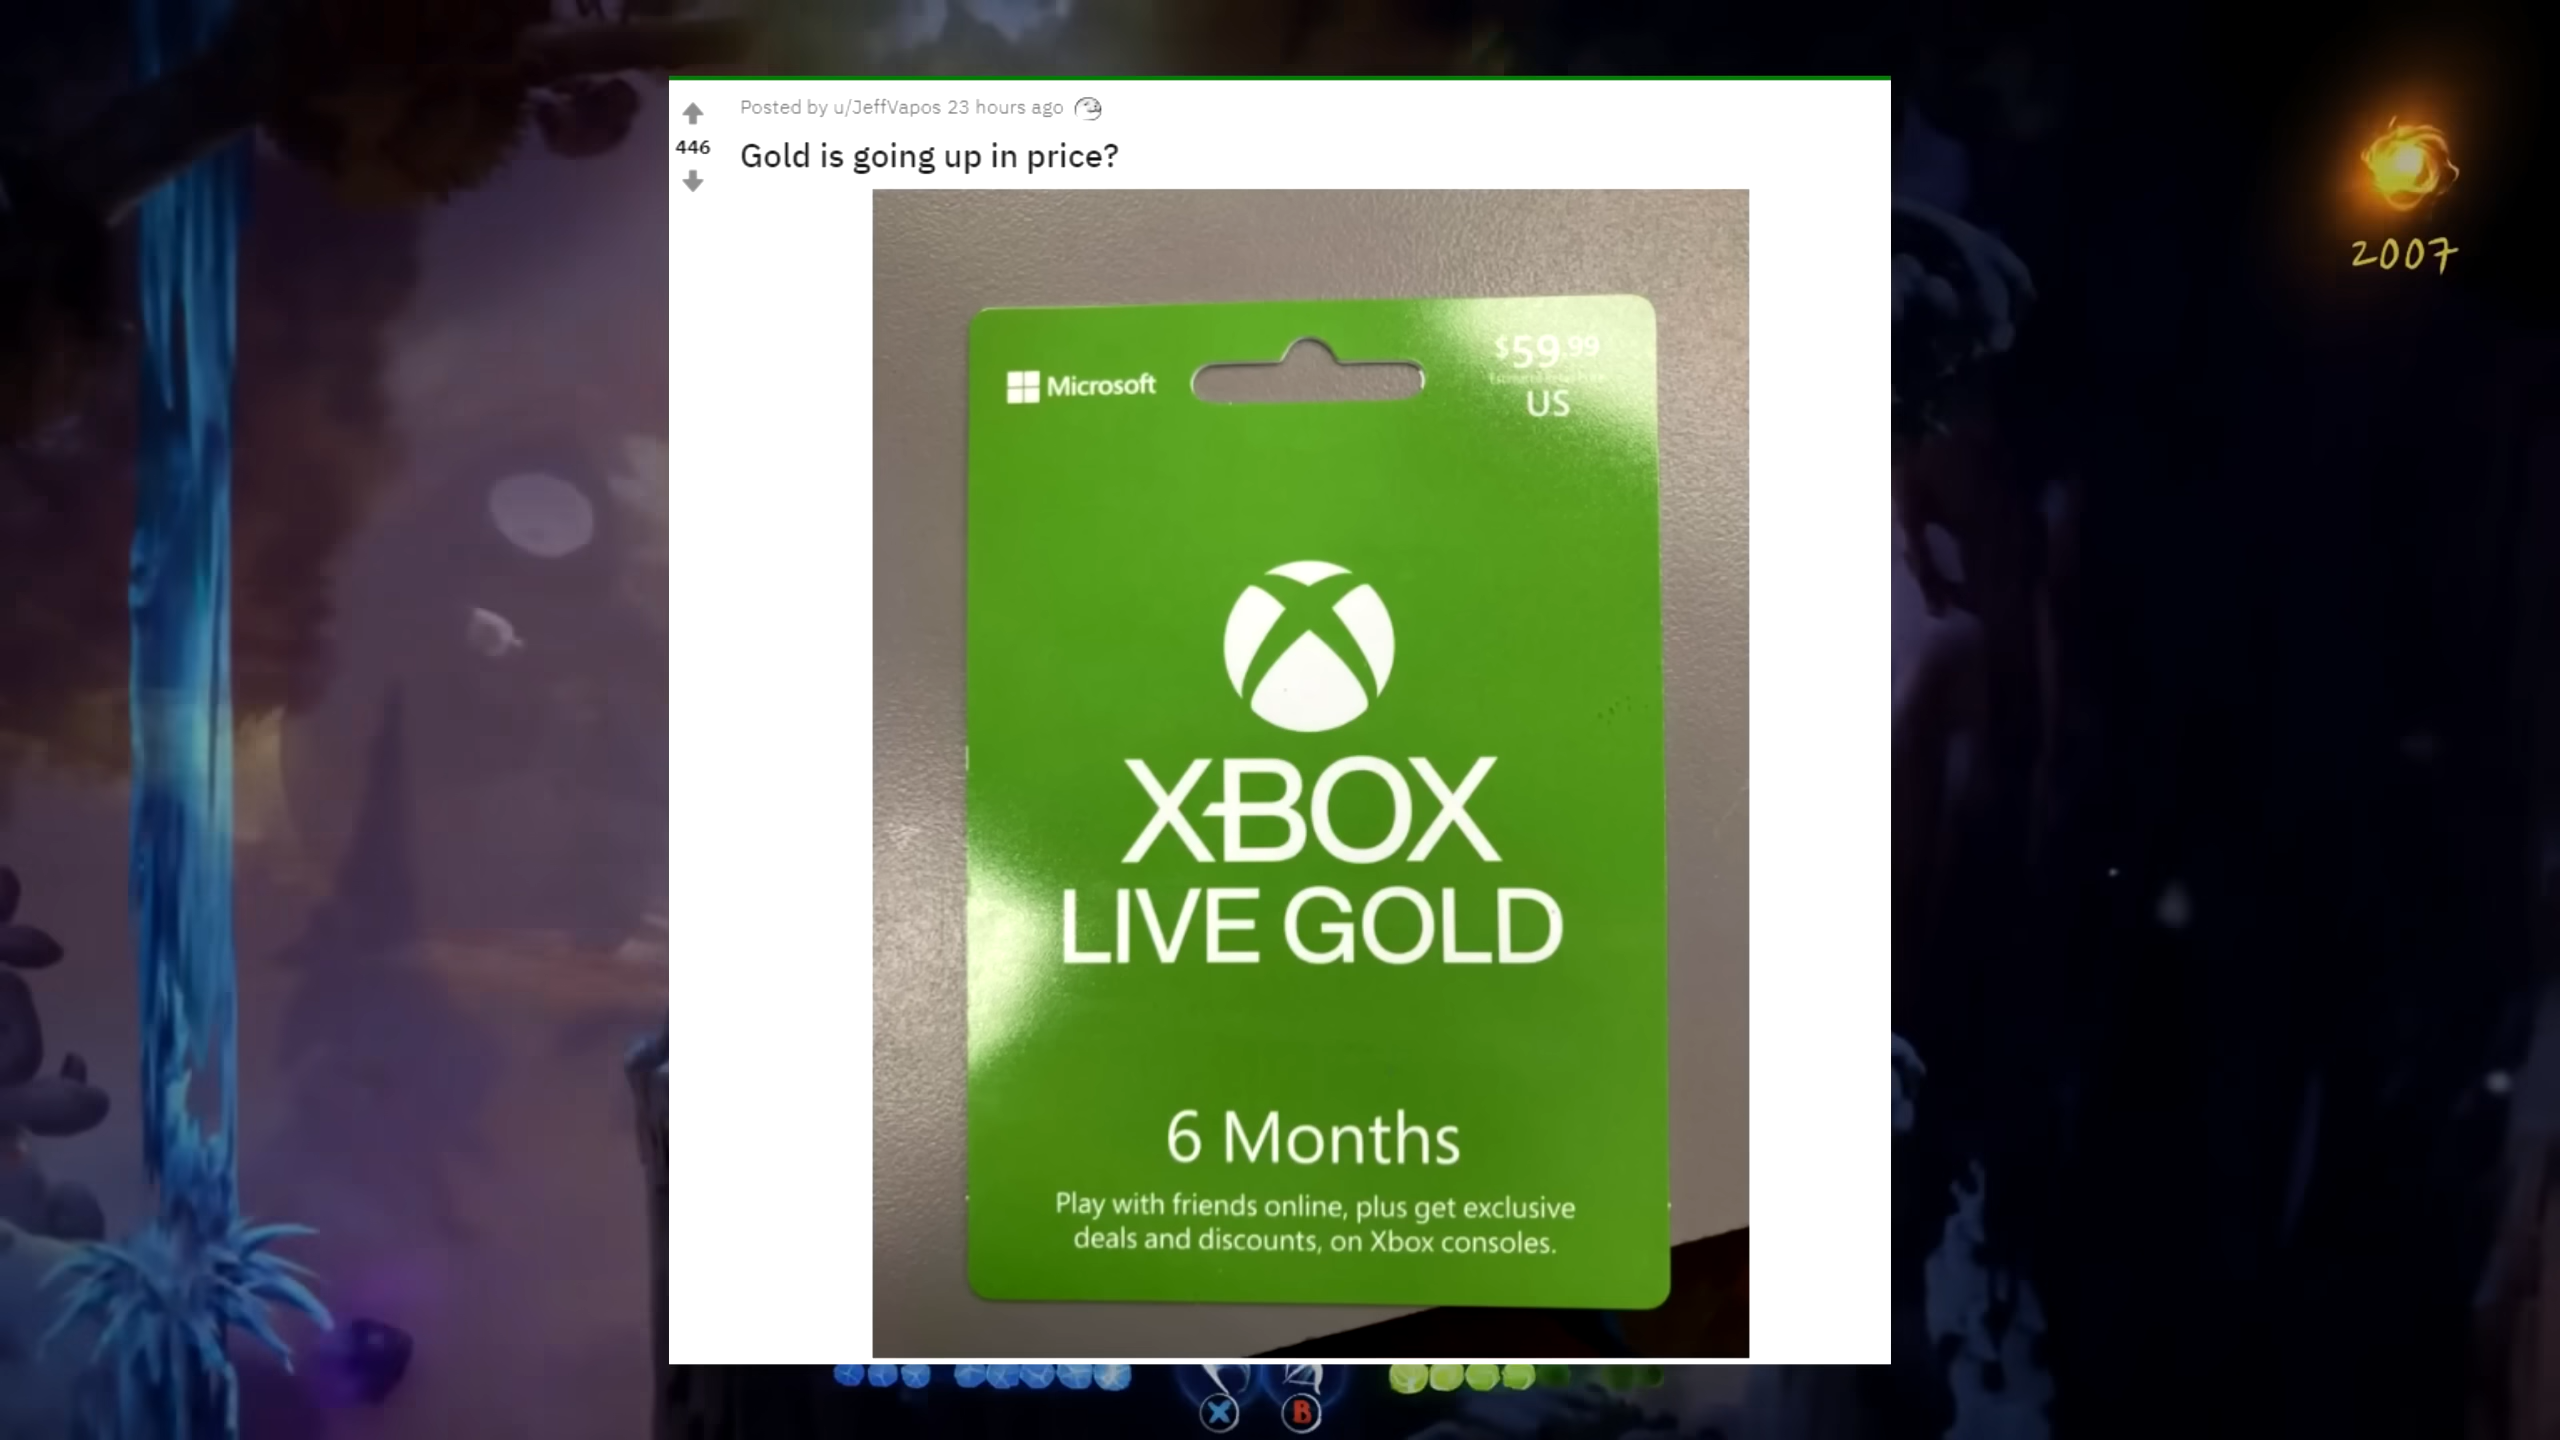 Posted by u/JeffVapos 23 hours ago
446
Gold is going up in price?
2007
$59.99
US
Microsoft
XBOX
LIVE GOLD
6 Months
Play with friends online, plus get exclusive
deals and discounts, on Xbox consoles.
X B